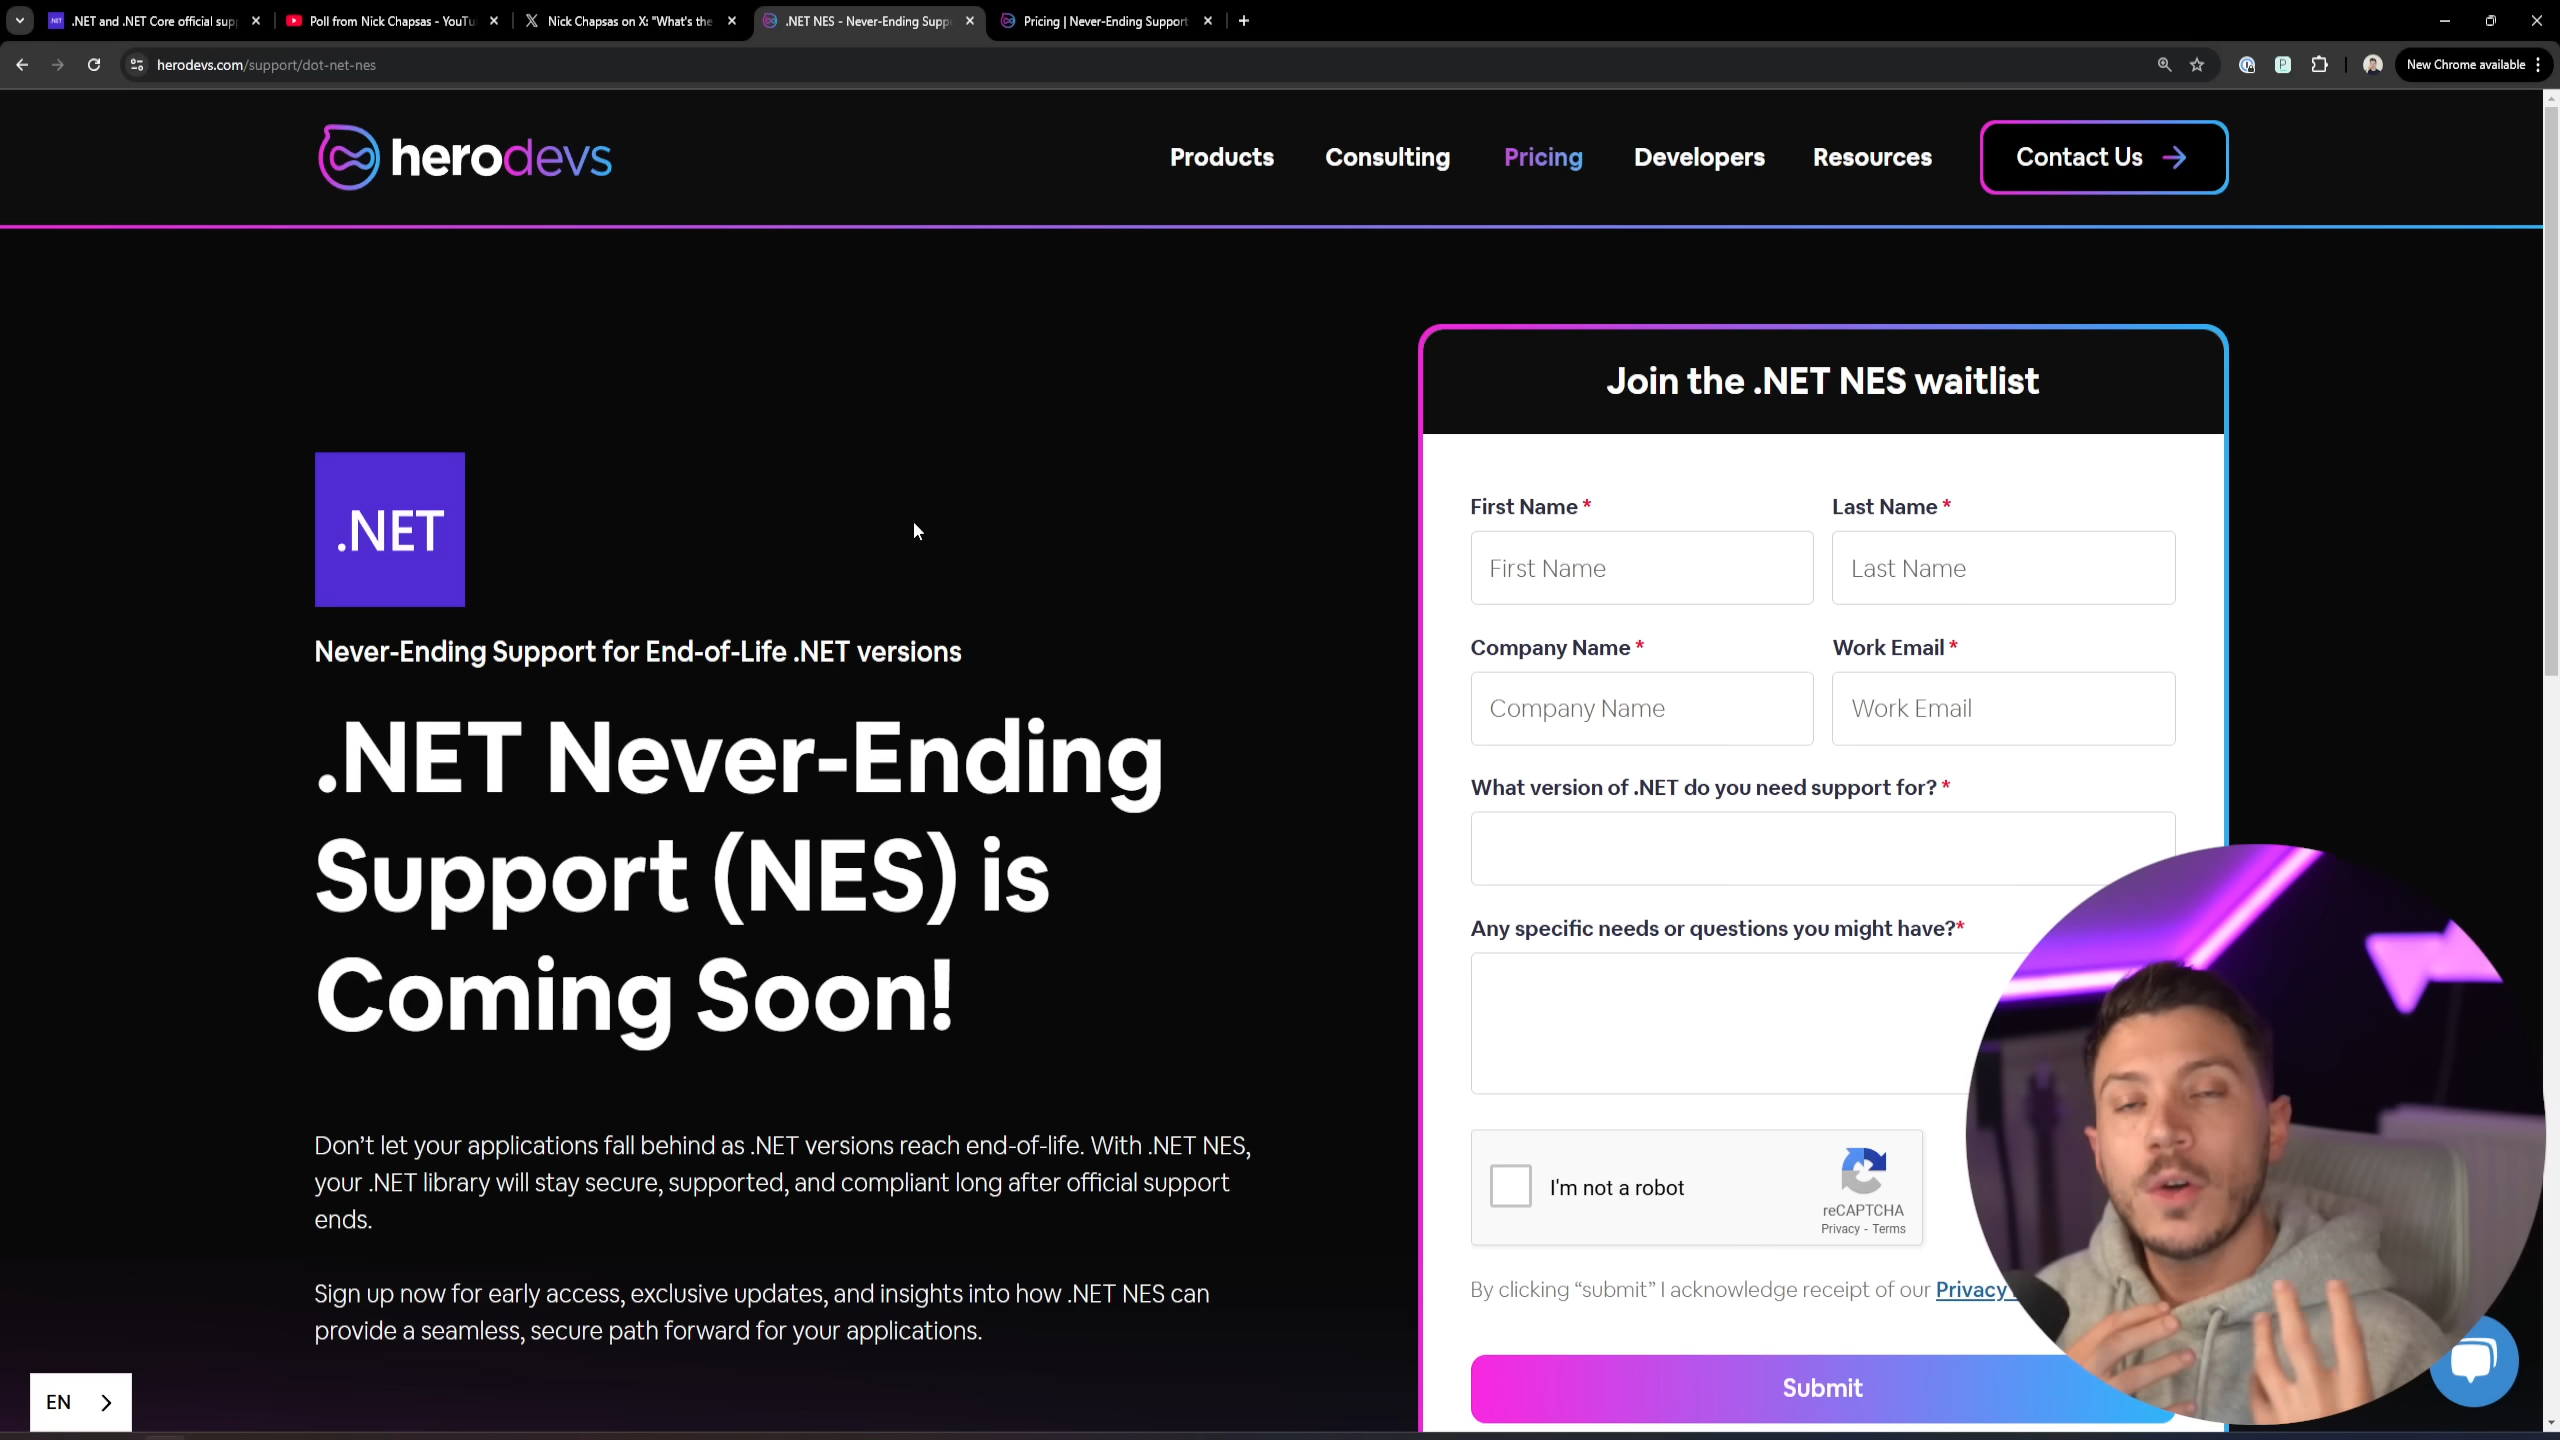 .NET and .NET Core official sup
Poll from Nick Chapsas - YouTu
Nick Chapsas on X: "What's the
.NET NES - Never-Ending Supp
Pricing | Never-Ending Support
herodevs.com/support/dot-net-nes
New Chrome available
herodevs
Products
Consulting
Pricing
Developers
Resources
Contact Us
.NET
Never-Ending Support for End-of-Life .NET versions
.NET Never-Ending
Support (NES) is
Coming Soon!
Don't let your applications fall behind as .NET versions reach end-of-life. With .NET NES,
your .NET library will stay secure, supported, and compliant long after official support
ends.
Sign up now for early access, exclusive updates, and insights into how .NET NES can
provide a seamless, secure path forward for your applications.
EN
Join the .NET NES waitlist
First Name *
Last Name *
First Name
Last Name
Company Name *
Work Email *
Company Name
Work Email
What version of .NET do you need support for? *
Any specific needs or questions you might have?*
I'm not a robot
reCAPTCHA
Privacy - Terms
By clicking “submit” I acknowledge receipt of our Privacy
Submit